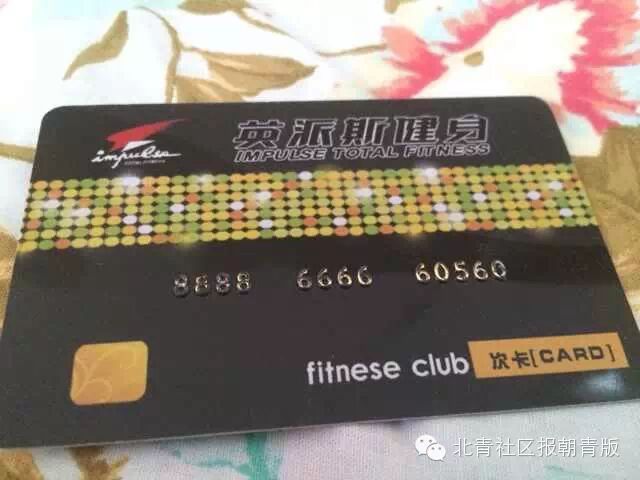 impulse
英派斯健身
IMPULSE TOTAL FITNESS
8888 6666 60560
fitnese club
次卡[CARD]
北青社区报朝青版